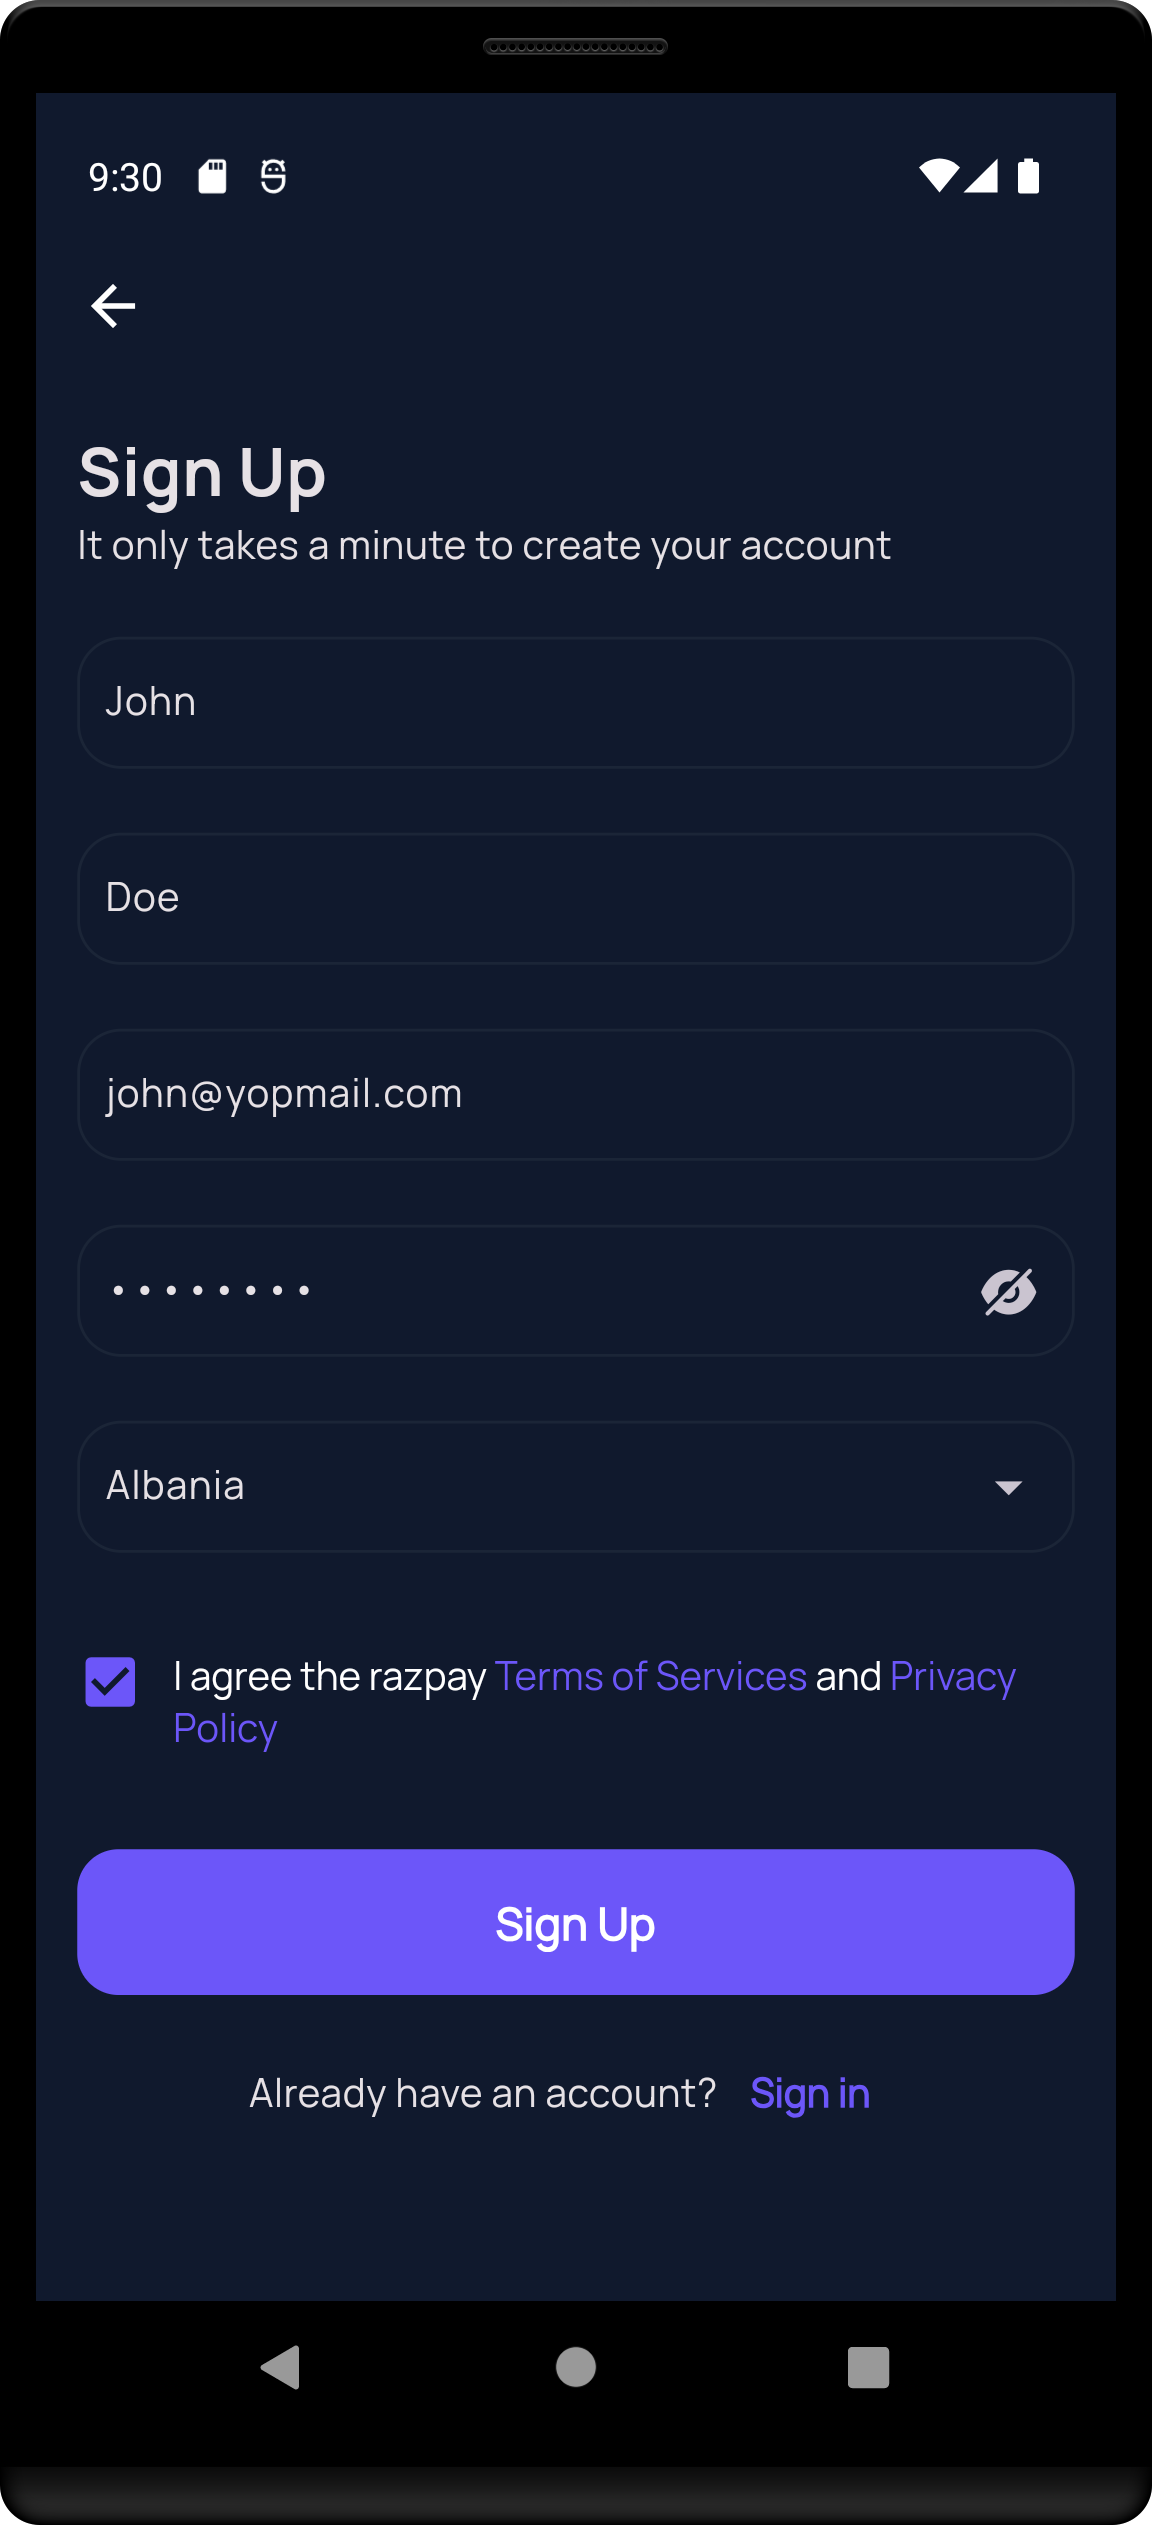 9:30
Sign Up
It only takes a minute to create your account
John
Doe
john@yopmail.com
••••••••
Albania
I agree the razpay Terms of Services and Privacy
Policy
Sign Up
Already have an account? Sign in